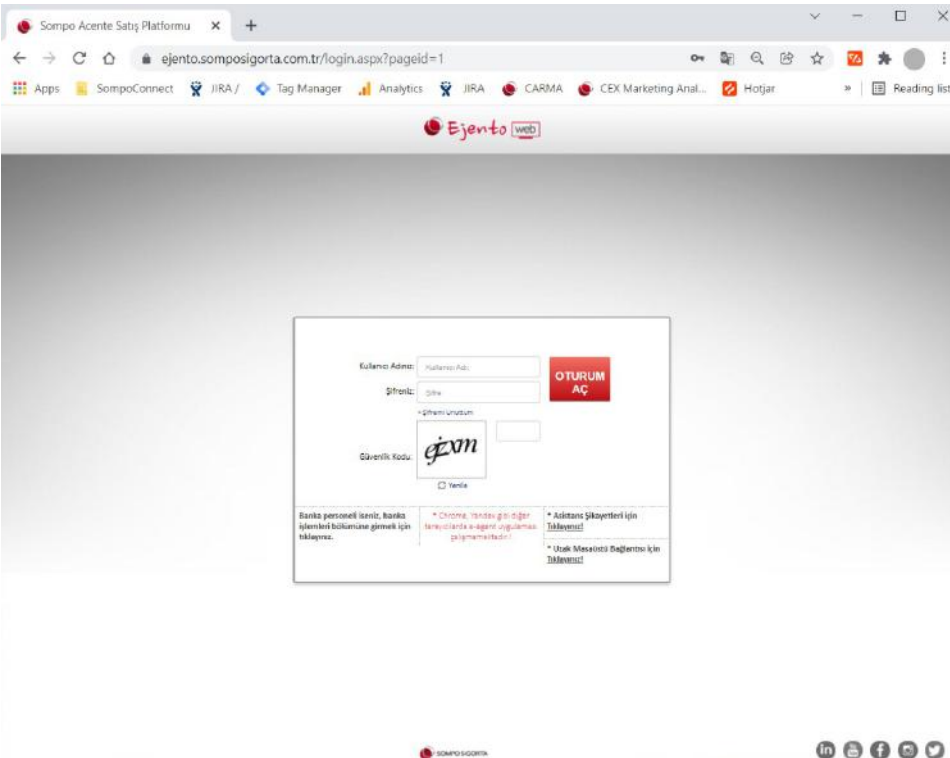 Sompo Acente Satış Platformu
ejento.somposigorta.com.tr/login.aspx?pageid=1
Apps SompoConnect JIRA / Tag Manager Analytics JIRA CARMA CEX Marketing Anal... Hotjar » Reading list
Ejento web
Kullanıcı Adınız: Kullanıcı Adı
OTURUM AÇ
Şifreniz: Şifre
Şifremi Unuttum
Güvenlik Kodu:
ejzxm
Yenile
Banka personeli iseniz, banka
işlemleri bölümüne girmek için
tıklayınız.
* Chrome, Yandex gibi diğer
tarayıcılarda e-agent uygulaması
çalışmamaktadır!
* Asistans Şikayetleri için
Tıklayınız!
* Uzak Masaüstü Bağlantısı için
Tıklayınız!
SOMPO SİGORTA